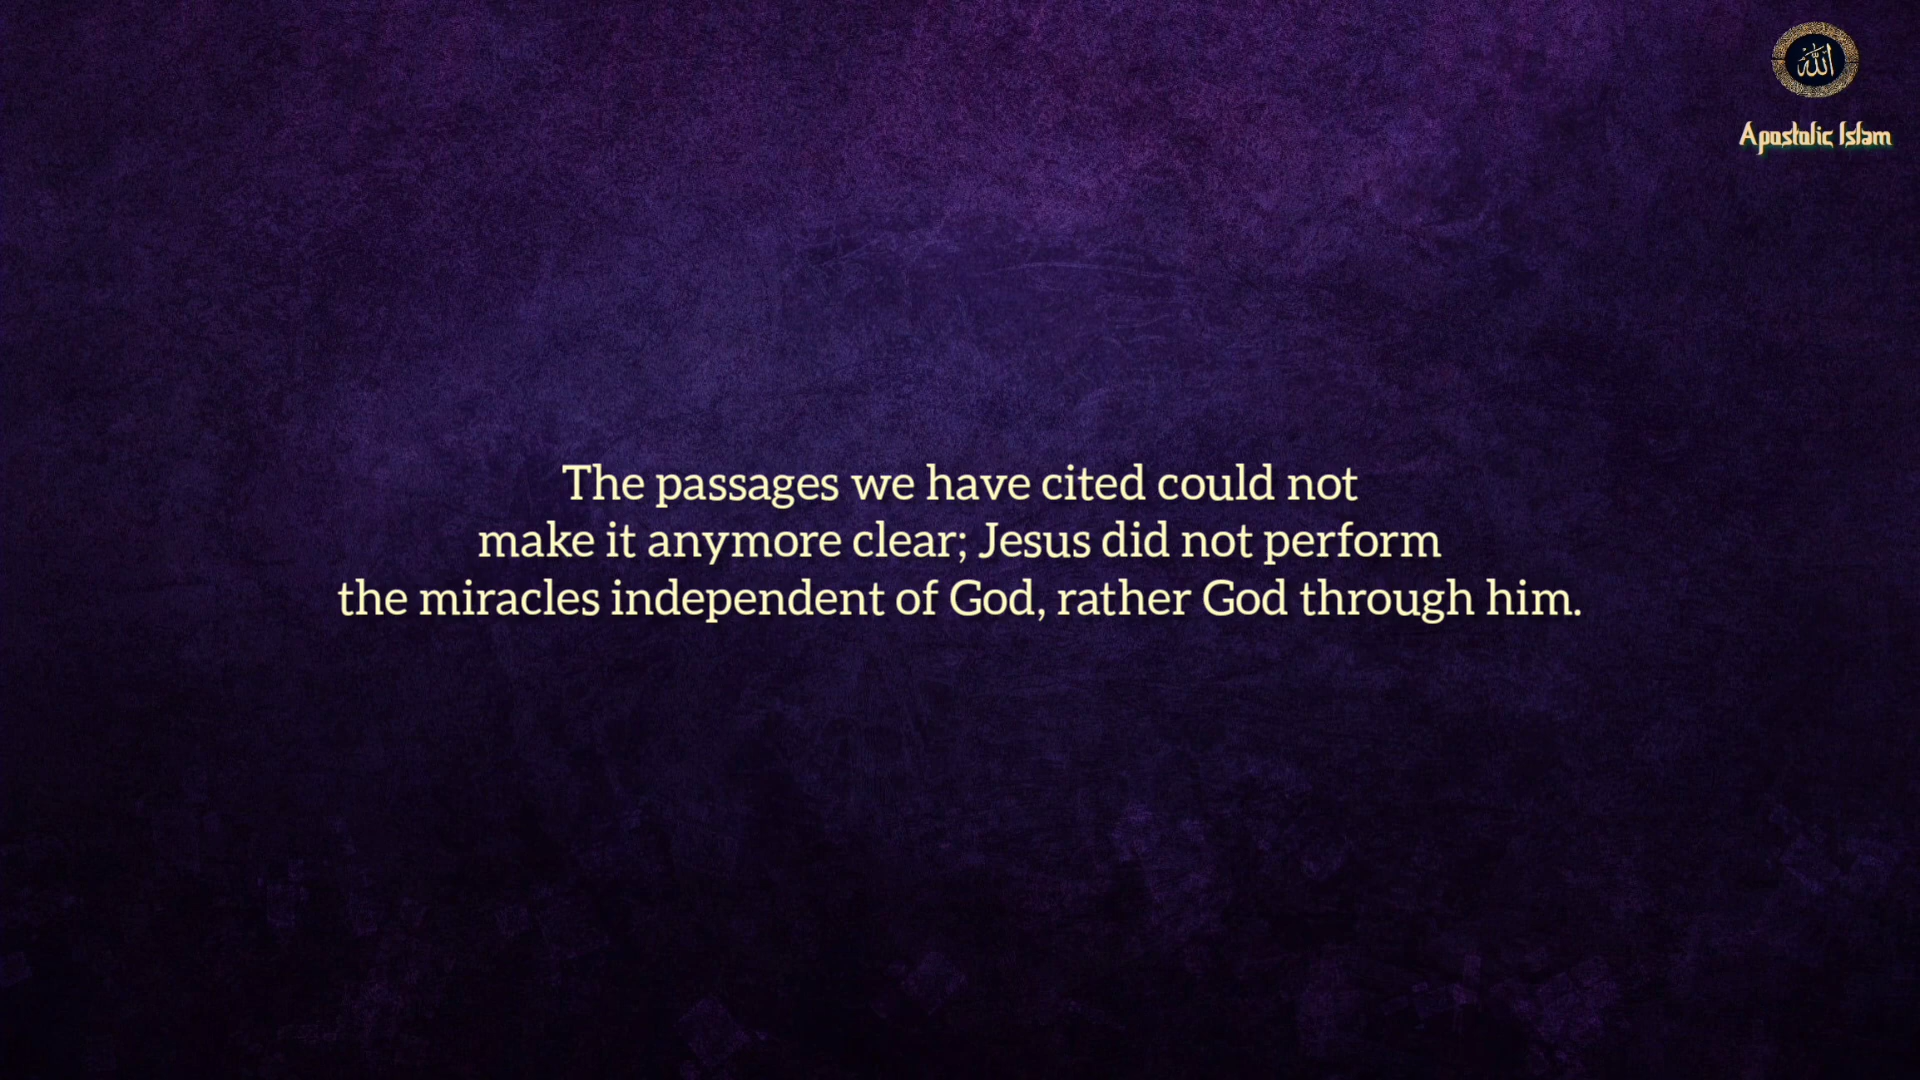 الله
Apostolic Islam
The passages we have cited could not
make it anymore clear; Jesus did not perform
the miracles independent of God, rather God through him.